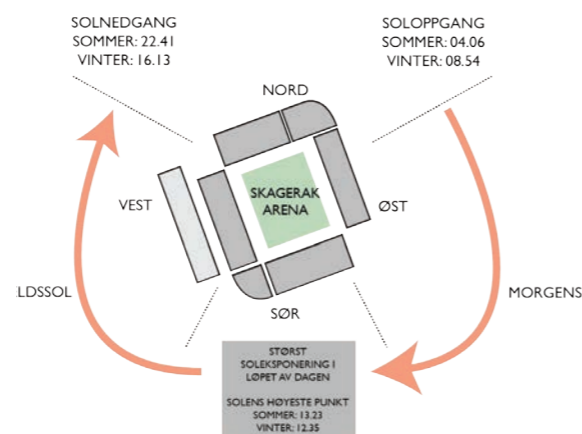 SOLNEDGANG
SOMMER: 22.41
VINTER: 16.13
SOLOPPGANG
SOMMER: 04.06
VINTER: 08.54
NORD
SKAGERAK
ARENA
VEST
ØST
LDSSOL
MORGENS
SØR
STØRST
SOLEKSPONERING I
LØPET AV DAGEN
SOLENS HØYESTE PUNKT
SOMMER: 13.23
VINTER: 12.35